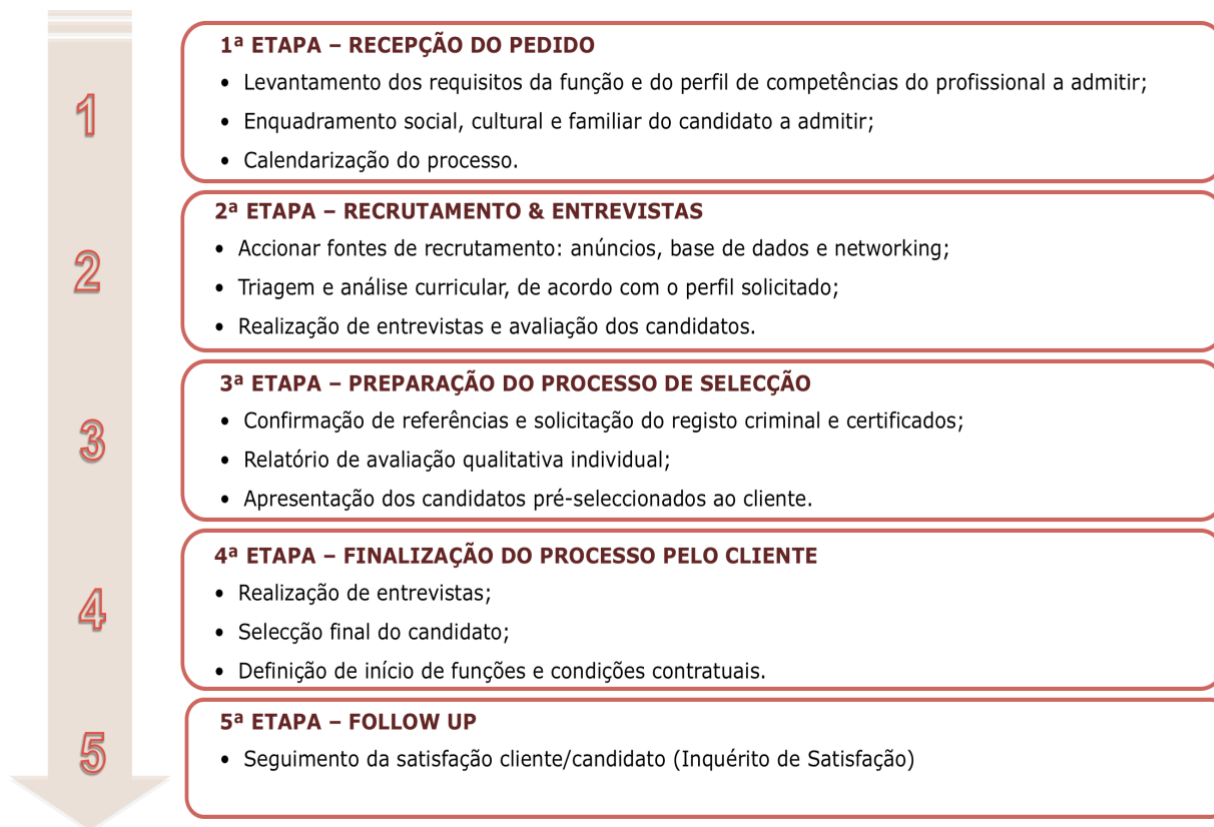 1
1ª ETAPA – RECEPÇÃO DO PEDIDO
• Levantamento dos requisitos da função e do perfil de competências do profissional a admitir;
• Enquadramento social, cultural e familiar do candidato a admitir;
• Calendarização do processo.
2
2ª ETAPA – RECRUTAMENTO & ENTREVISTAS
• Accionar fontes de recrutamento: anúncios, base de dados e networking;
• Triagem e análise curricular, de acordo com o perfil solicitado;
• Realização de entrevistas e avaliação dos candidatos.
3
3ª ETAPA – PREPARAÇÃO DO PROCESSO DE SELECÇÃO
• Confirmação de referências e solicitação do registo criminal e certificados;
• Relatório de avaliação qualitativa individual;
• Apresentação dos candidatos pré-seleccionados ao cliente.
4
4ª ETAPA – FINALIZAÇÃO DO PROCESSO PELO CLIENTE
• Realização de entrevistas;
• Selecção final do candidato;
• Definição de início de funções e condições contratuais.
5
5ª ETAPA – FOLLOW UP
• Seguimento da satisfação cliente/candidato (Inquérito de Satisfação)